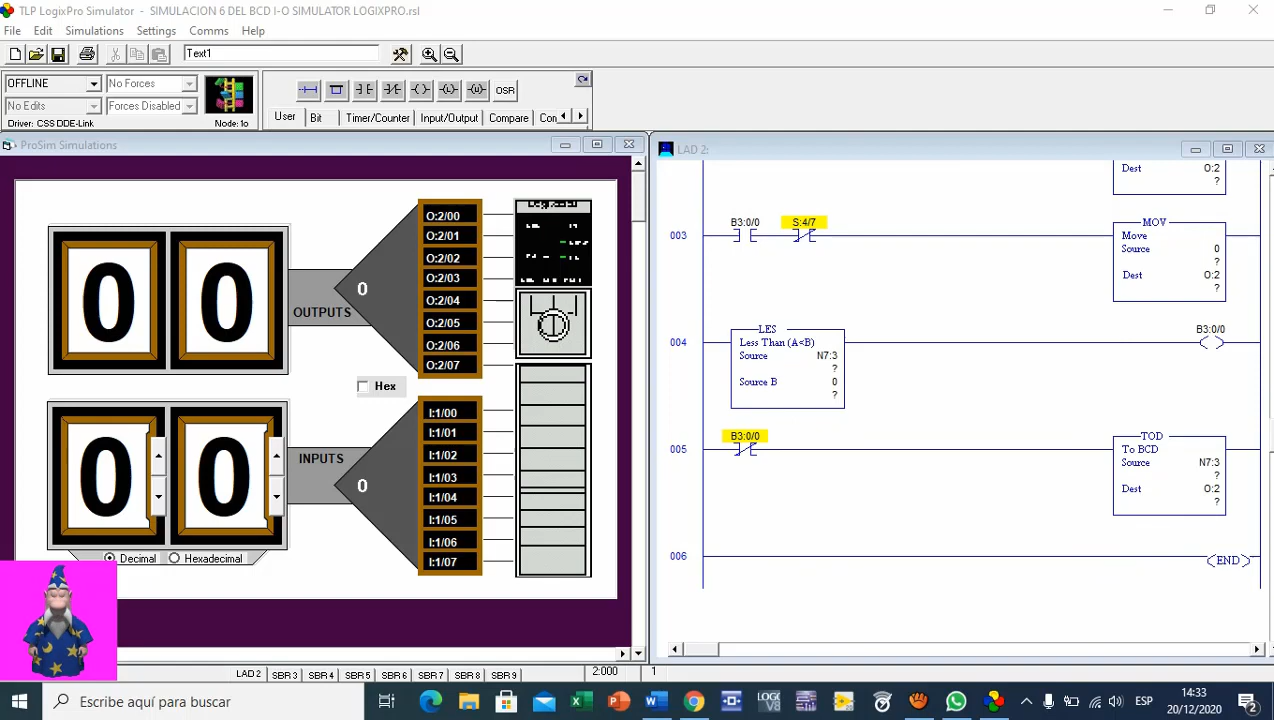 TLP LogixPro Simulator - SIMULACION 6 DEL BCD I-O SIMULATOR LOGIXPRO.rsl
File Edit Simulations Settings Comms Help
Text1
OFFLINE No Forces
No Edits Forces Disabled
Driver: CSS DDE-Link Node: 1o
OSR
User Bit Timer/Counter Input/Output Compare Con
ProSim Simulations
0 0
OUTPUTS
0
O:2/00
O:2/01
O:2/02
O:2/03
O:2/04
O:2/05
O:2/06
O:2/07
Hex
0 0
INPUTS
0
I:1/00
I:1/01
I:1/02
I:1/03
I:1/04
I:1/05
I:1/06
I:1/07
Decimal Hexadecimal
LAD 2:
Dest O:2
?
003
B3:0/0 S:4/7
MOV
Move
Source 0
?
Dest O:2
?
004
LES
Less Than (A<B)
Source N7:3
?
Source B 0
?
B3:0/0
005
B3:0/0
TOD
To BCD
Source N7:3
?
Dest O:2
?
006
END
LAD 2 SBR 3 SBR 4 SBR 5 SBR 6 SBR 7 SBR 8 SBR 9 2:000 1
Escribe aquí para buscar
ESP
14:33
20/12/2020
2